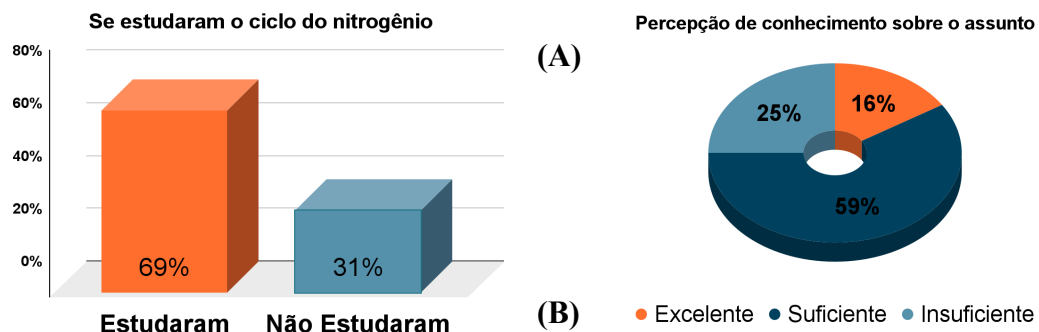 Se estudaram o ciclo do nitrogênio
80%
60%
40%
20%
0%
69%
31%
Estudaram
Não Estudaram
(A)
Percepção de conhecimento sobre o assunto
16%
25%
59%
(B)
Excelente
Suficiente
Insuficiente